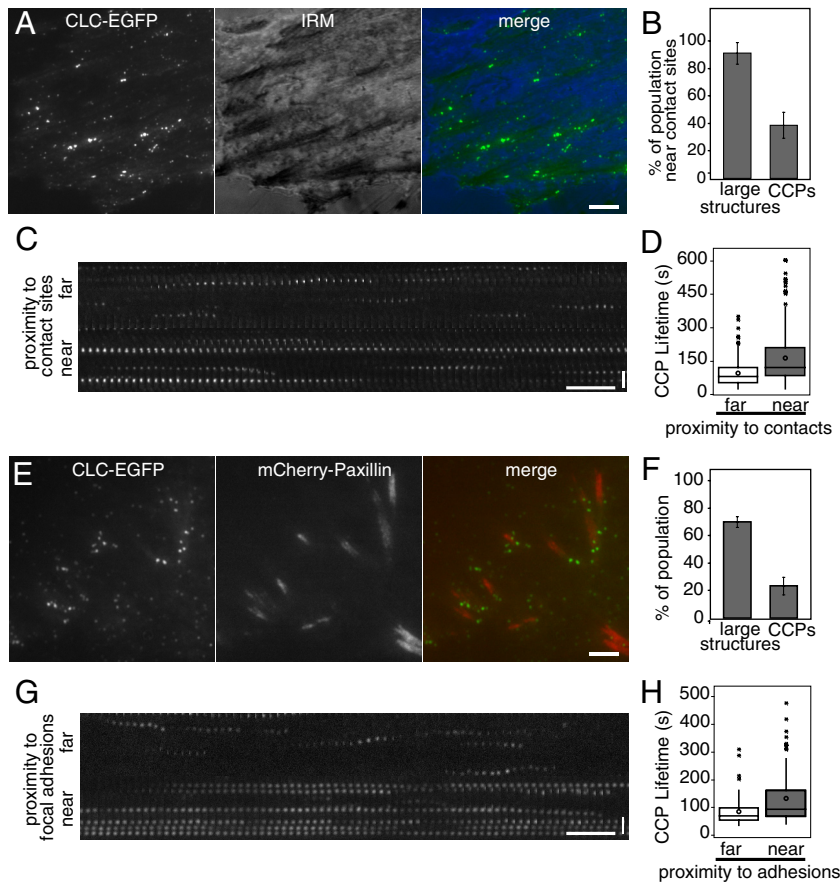 A
CLC-EGFP
IRM
merge
B
% of population
near contact sites
100
80
60
40
20
0
large
structures
CCPs
C
proximity to
contact sites
near
far
D
CCP Lifetime (s)
600
300
150
0
far
near
proximity to contacts
E
CLC-EGFP
mCherry-Paxillin
merge
F
% of population
100
80
60
40
20
0
large
structures
CCPs
G
proximity to
focal adhesions
near
far
H
CCP Lifetime (s)
500
400
300
200
100
0
far
near
proximity to adhesions